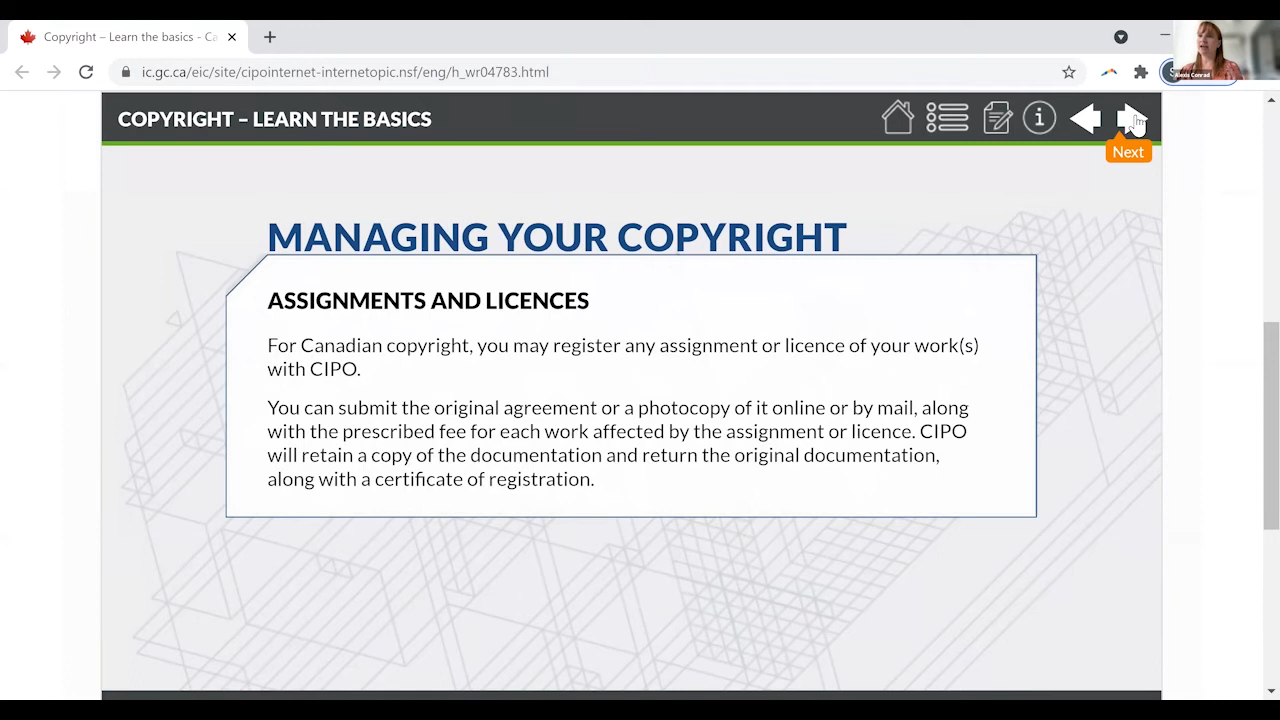 Copyright – Learn the basics - Ca
ic.gc.ca/eic/site/cipointernet-internetopic.nsf/eng/h_wr04783.html
Alexis Conrad
COPYRIGHT – LEARN THE BASICS
Next
MANAGING YOUR COPYRIGHT
ASSIGNMENTS AND LICENCES
For Canadian copyright, you may register any assignment or licence of your work(s)
with CIPO.
You can submit the original agreement or a photocopy of it online or by mail, along
with the prescribed fee for each work affected by the assignment or licence. CIPO
will retain a copy of the documentation and return the original documentation,
along with a certificate of registration.